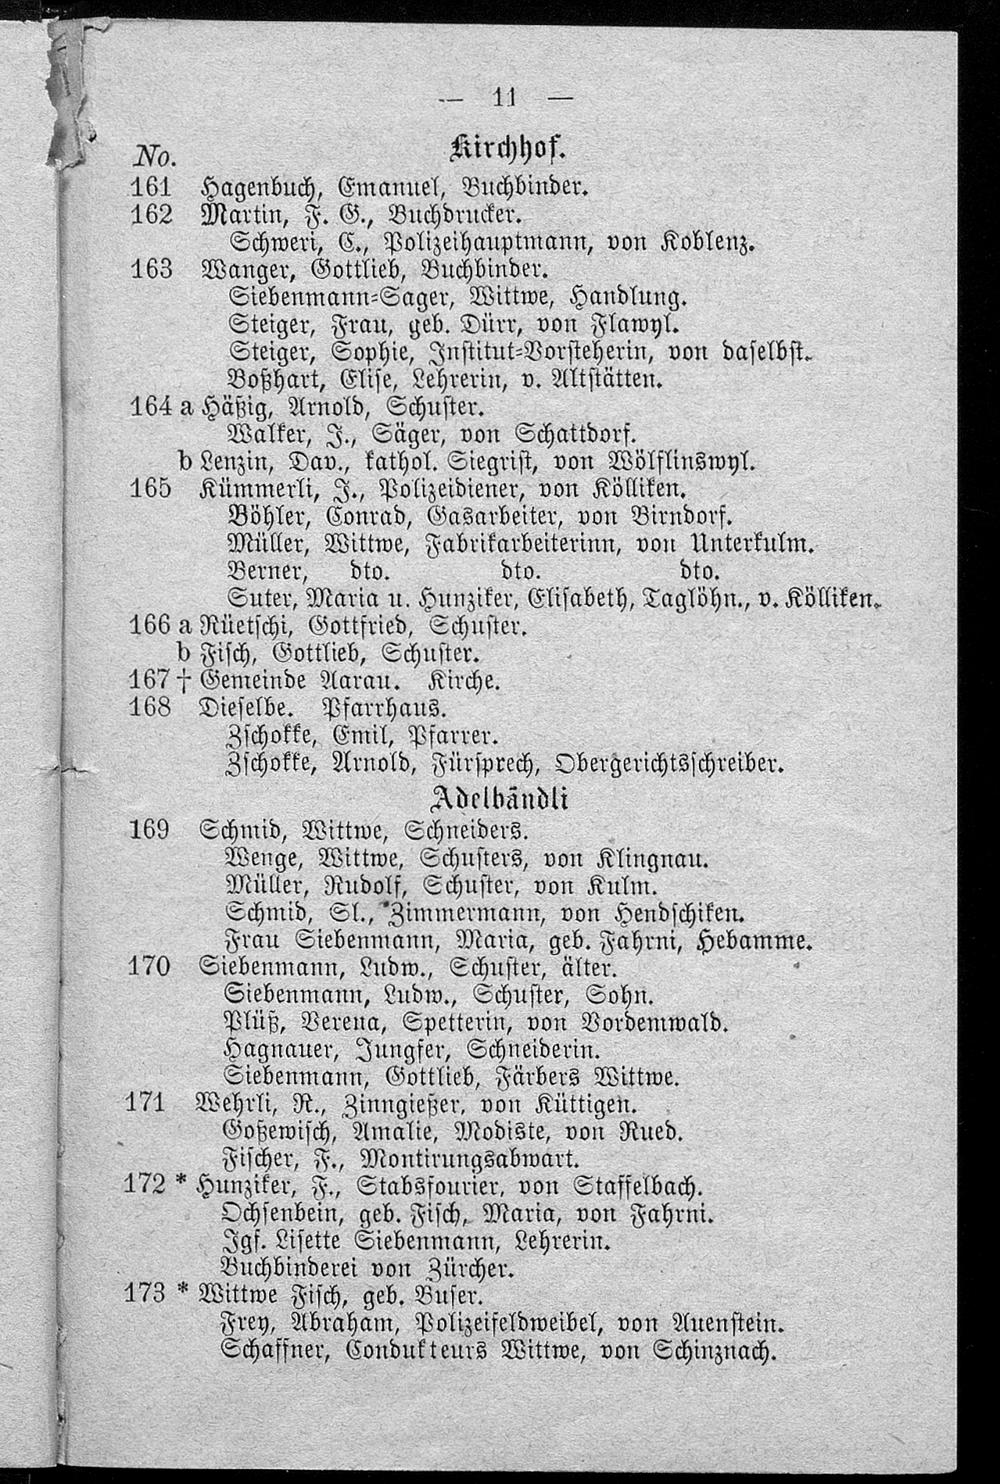 — 11 —
No. Kirchhof.
161 Hagenbuch, Emanuel, Buchbinder.
162 Martin, F. G., Buchdrucker.
Schweri, C., Polizeihauptmann, von Koblenz.
163 Wanger, Gottlieb, Buchbinder.
Siebenmann-Sager, Wittwe, Handlung.
Steiger, Frau, geb. Dürr, von Flawyl.
Steiger, Sophie, Institut-Vorsteherin, von daselbst.
Boßhart, Elise, Lehrerin, v. Altstätten.
164 a Häßig, Arnold, Schuster.
Walker, J., Säger, von Schattdorf.
b Lenzin, Dav., kathol. Siegrist, von Wölflinswyl.
165 Kümmerli, J., Polizeidiener, von Kölliken.
Böhler, Conrad, Gasarbeiter, von Birndorf.
Müller, Wittwe, Fabrikarbeiterinn, von Unterkulm.
Berner, dto. dto. dto.
Suter, Maria u. Hunziker, Elisabeth, Taglöhn., v. Kölliken.
166 a Rüetschi, Gottfried, Schuster.
b Fisch, Gottlieb, Schuster.
167 † Gemeinde Aarau. Kirche.
168 Dieselbe. Pfarrhaus.
Zschokke, Emil, Pfarrer.
Zschokke, Arnold, Fürsprech, Obergerichtsschreiber.
Adelbändli
169 Schmid, Wittwe, Schneiders.
Wenge, Wittwe, Schusters, von Klingnau.
Müller, Rudolf, Schuster, von Kulm.
Schmid, Sl., Zimmermann, von Hendschiken.
Frau Siebenmann, Maria, geb. Fahrni, Hebamme.
170 Siebenmann, Ludw., Schuster, älter.
Siebenmann, Ludw., Schuster, Sohn.
Plüß, Verena, Spetterin, von Vordemwald.
Hagnauer, Jungfer, Schneiderin.
Siebenmann, Gottlieb, Färbers Wittwe.
171 Wehrli, R., Zinngießer, von Küttigen.
Goßewisch, Amalie, Modiste, von Rued.
Fischer, F., Montirungsabwart.
172 * Hunziker, F., Stabsfourier, von Staffelbach.
Ochsenbein, geb. Fisch, Maria, von Fahrni.
Jgf. Lisette Siebenmann, Lehrerin.
Buchbinderei von Zürcher.
173 * Wittwe Fisch, geb. Buser.
Frey, Abraham, Polizeifeldweibel, von Auenstein.
Schaffner, Condukteurs Wittwe, von Schinznach.